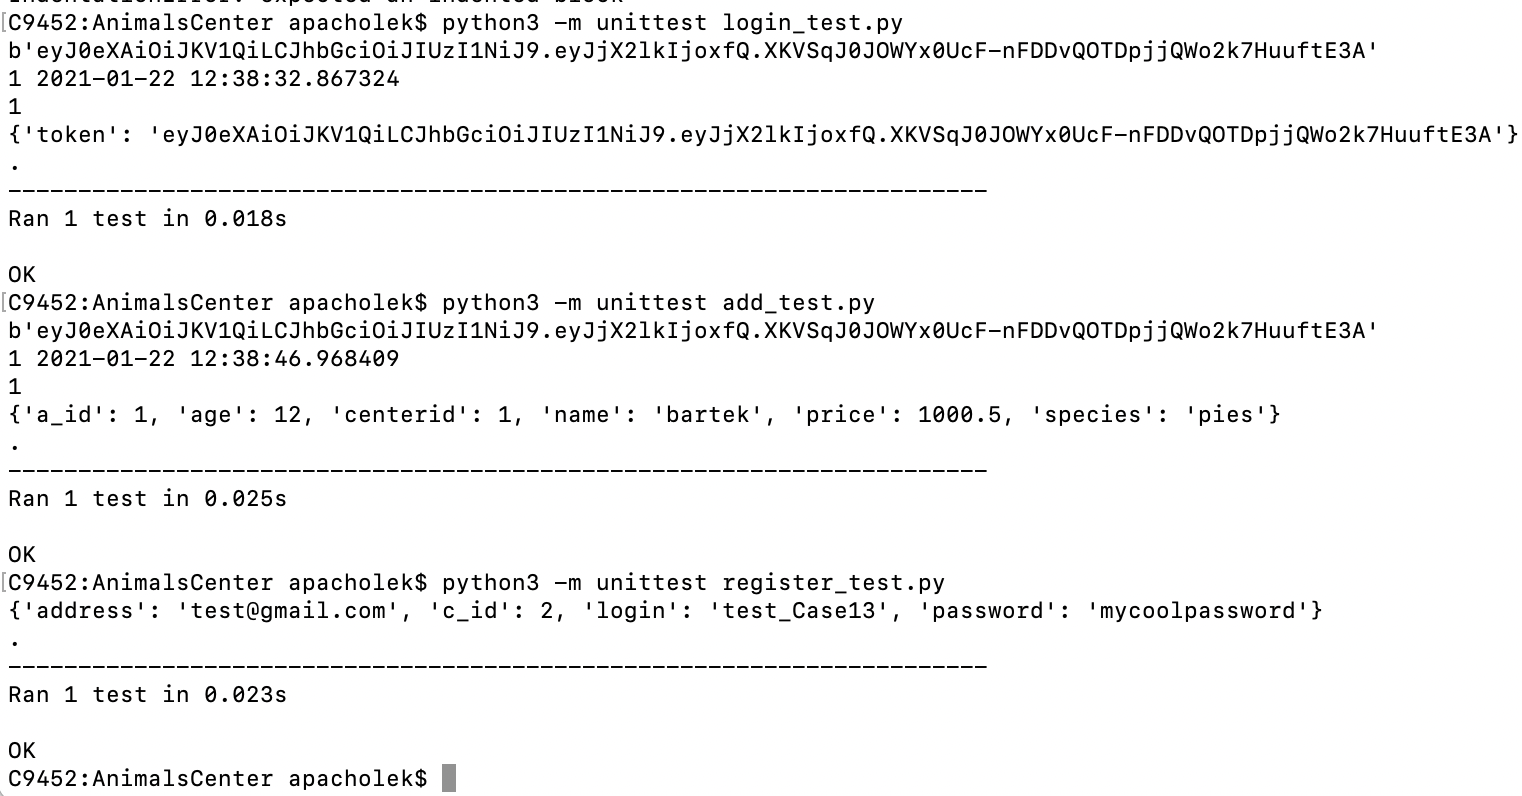 IndentationError: expected an indented block
[C9452:AnimalsCenter apacholek$ python3 -m unittest login_test.py
b'eyJ0eXAiOiJKV1QiLCJhbGciOiJIUzI1NiJ9.eyJjX2lkIjoxfQ.XKVSqJ0JOWYx0UcF-nFDDvQOTDpjjQWo2k7HuuftE3A'
1 2021-01-22 12:38:32.867324
1
{'token': 'eyJ0eXAiOiJKV1QiLCJhbGciOiJIUzI1NiJ9.eyJjX2lkIjoxfQ.XKVSqJ0JOWYx0UcF-nFDDvQOTDpjjQWo2k7HuuftE3A'}
.
----------------------------------------------------------------------
Ran 1 test in 0.018s

OK
[C9452:AnimalsCenter apacholek$ python3 -m unittest add_test.py
b'eyJ0eXAiOiJKV1QiLCJhbGciOiJIUzI1NiJ9.eyJjX2lkIjoxfQ.XKVSqJ0JOWYx0UcF-nFDDvQOTDpjjQWo2k7HuuftE3A'
1 2021-01-22 12:38:46.968409
1
{'a_id': 1, 'age': 12, 'centerid': 1, 'name': 'bartek', 'price': 1000.5, 'species': 'pies'}
.
----------------------------------------------------------------------
Ran 1 test in 0.025s

OK
[C9452:AnimalsCenter apacholek$ python3 -m unittest register_test.py
{'address': 'test@gmail.com', 'c_id': 2, 'login': 'test_Case13', 'password': 'mycoolpassword'}
.
----------------------------------------------------------------------
Ran 1 test in 0.023s

OK
C9452:AnimalsCenter apacholek$